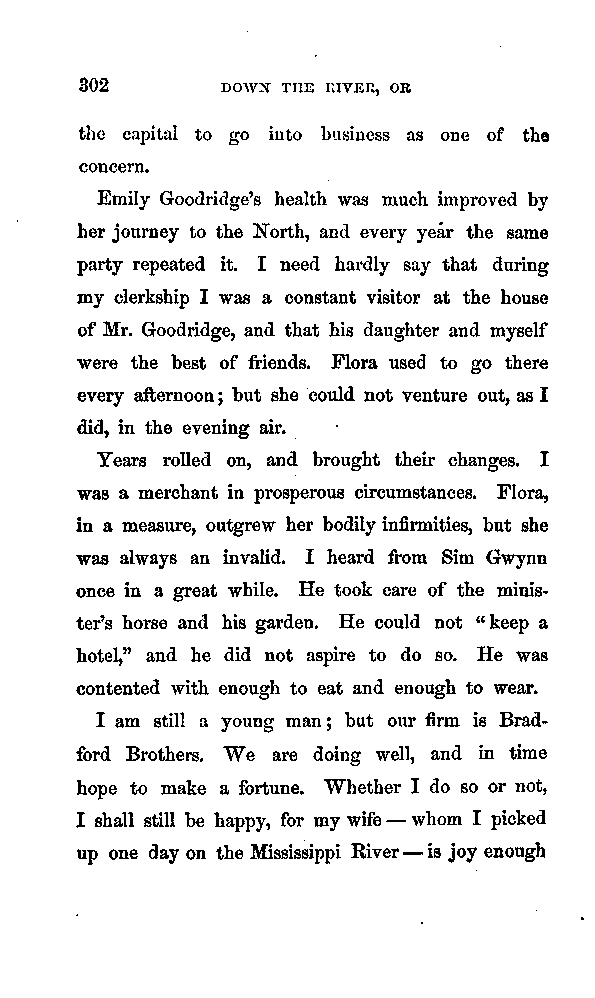 302 DOWN THE RIVER, OR
the capital to go into business as one of the
concern.
Emily Goodridge's health was much improved by
her journey to the North, and every year the same
party repeated it. I need hardly say that during
my clerkship I was a constant visitor at the house
of Mr. Goodridge, and that his daughter and myself
were the best of friends. Flora used to go there
every afternoon; but she could not venture out, as I
did, in the evening air.
Years rolled on, and brought their changes. I
was a merchant in prosperous circumstances. Flora,
in a measure, outgrew her bodily infirmities, but she
was always an invalid. I heard from Sim Gwynn
once in a great while. He took care of the minis-
ter's horse and his garden. He could not "keep a
hotel," and he did not aspire to do so. He was
contented with enough to eat and enough to wear.
I am still a young man; but our firm is Brad-
ford Brothers. We are doing well, and in time
hope to make a fortune. Whether I do so or not,
I shall still be happy, for my wife — whom I picked
up one day on the Mississippi River — is joy enough